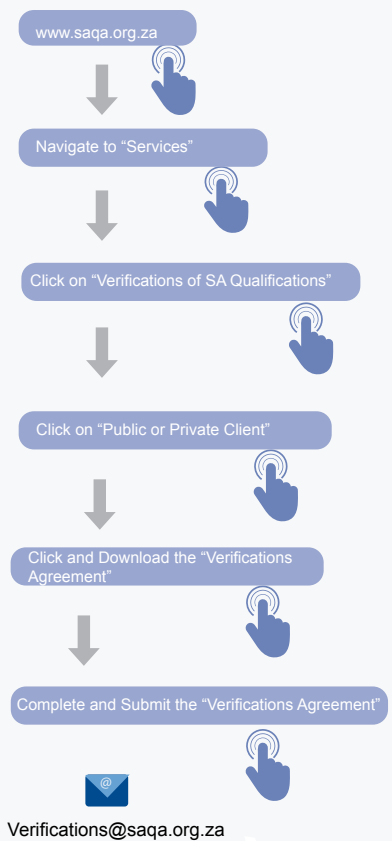 www.saqa.org.za
Navigate to “Services”
Click on “Verifications of SA Qualifications”
Click on “Public or Private Client”
Click and Download the “Verifications
Agreement”
Complete and Submit the “Verifications Agreement”
@
Verifications@saqa.org.za